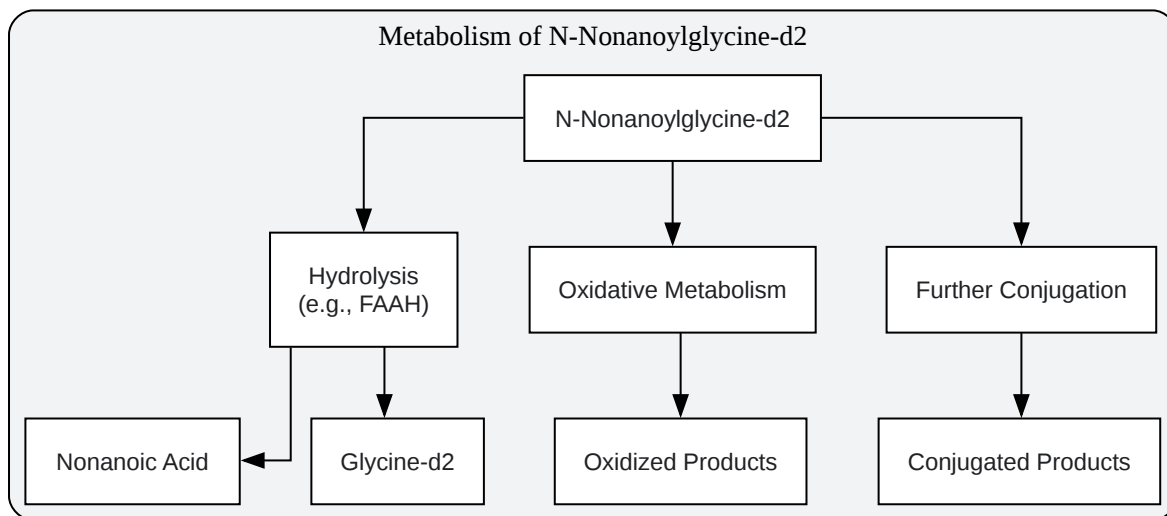 Metabolism of N-Nonanoylglycine-d2
N-Nonanoylglycine-d2
Hydrolysis
(e.g., FAAH)
Oxidative Metabolism
Further Conjugation
Nonanoic Acid
Glycine-d2
Oxidized Products
Conjugated Products